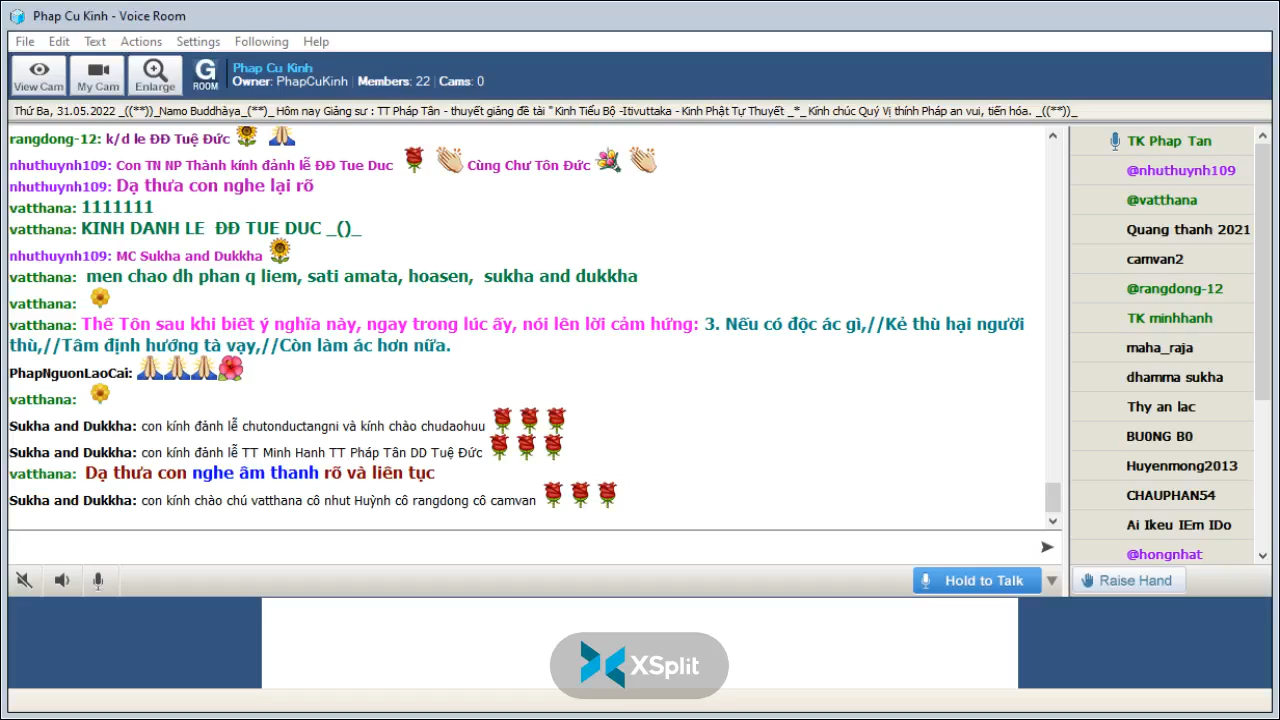 Phap Cu Kinh - Voice Room
File Edit Text Actions Settings Following Help
View Cam My Cam Enlarge G ROOM
Phap Cu Kinh
Owner: PhapCuKinh | Members: 22 | Cams: 0
Thứ Ba, 31.05.2022 _((**))_Namo Buddhàya_(**)_ Hôm nay Giảng sư : TT Pháp Tân - thuyết giảng đề tài " Kinh Tiểu Bộ -Itivuttaka - Kinh Phật Tự Thuyết _*_ Kính chúc Quý Vị thính Pháp an vui, tiến hóa. _((**))_
rangdong-12: k/d le ĐĐ Tuệ Đức
nhuthuynh109: Con TN NP Thành kính đảnh lễ ĐĐ Tue Duc Cùng Chư Tôn Đức
nhuthuynh109: Dạ thưa con nghe lại rõ
vatthana: 1111111
vatthana: KINH DANH LE ĐĐ TUE DUC _()_
nhuthuynh109: MC Sukha and Dukkha
vatthana: men chao dh phan q liem, sati amata, hoasen, sukha and dukkha
vatthana:
vatthana: Thế Tôn sau khi biết ý nghĩa này, ngay trong lúc ấy, nói lên lời cảm hứng: 3. Nếu có độc ác gì,//Kẻ thù hại người
thù,//Tâm định hướng tà vạy,//Còn làm ác hơn nữa.
PhapNguonLaoCai:
vatthana:
Sukha and Dukkha: con kính đảnh lễ chutonductangni và kính chào chudaohuu
Sukha and Dukkha: con kính đảnh lễ TT Minh Hanh TT Pháp Tân DD Tuệ Đức
vatthana: Dạ thưa con nghe âm thanh rõ và liên tục
Sukha and Dukkha: con kính chào chú vatthana cô nhut Huỳnh cô rangdong cô camvan
TK Phap Tan
@nhuthuynh109
@vatthana
Quang thanh 2021
camvan2
@rangdong-12
TK minhhanh
maha_raja
dhamma sukha
Thy an lac
BU0NG B0
Huyenmong2013
CHAUPHAN54
Ai Ikeu IEm IDo
@hongnhat
Hold to Talk
Raise Hand
XSplit